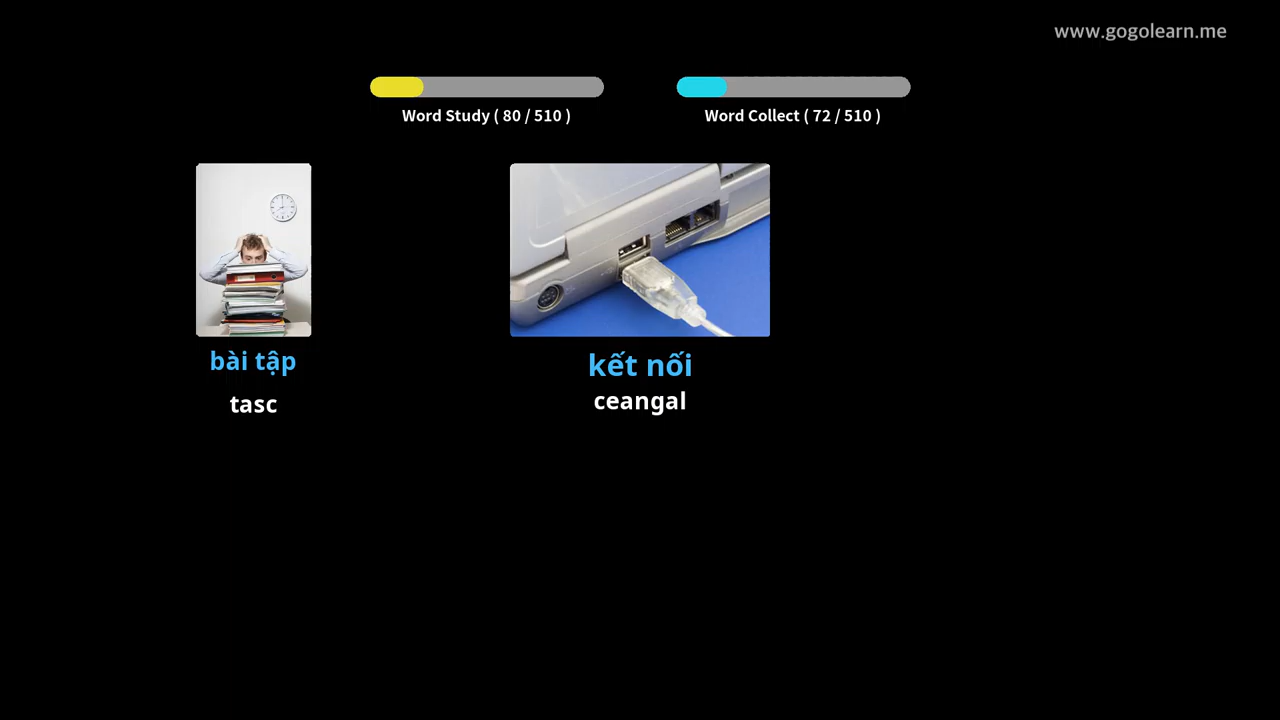 www.gogolearn.me
Word Study ( 80 / 510 )
Word Collect ( 72 / 510 )
bài tập
tasc
kết nối
ceangal